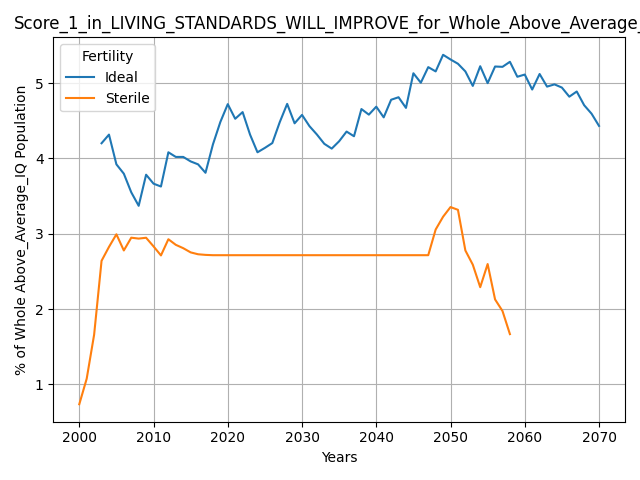 Score_1_in_LIVING_STANDARDS_WILL_IMPROVE_for_Whole_Above_Average_
Fertility
Ideal
Sterile
% of Whole Above_Average_IQ Population
5
4
3
2
1
2000 2010 2020 2030 2040 2050 2060 2070
Years